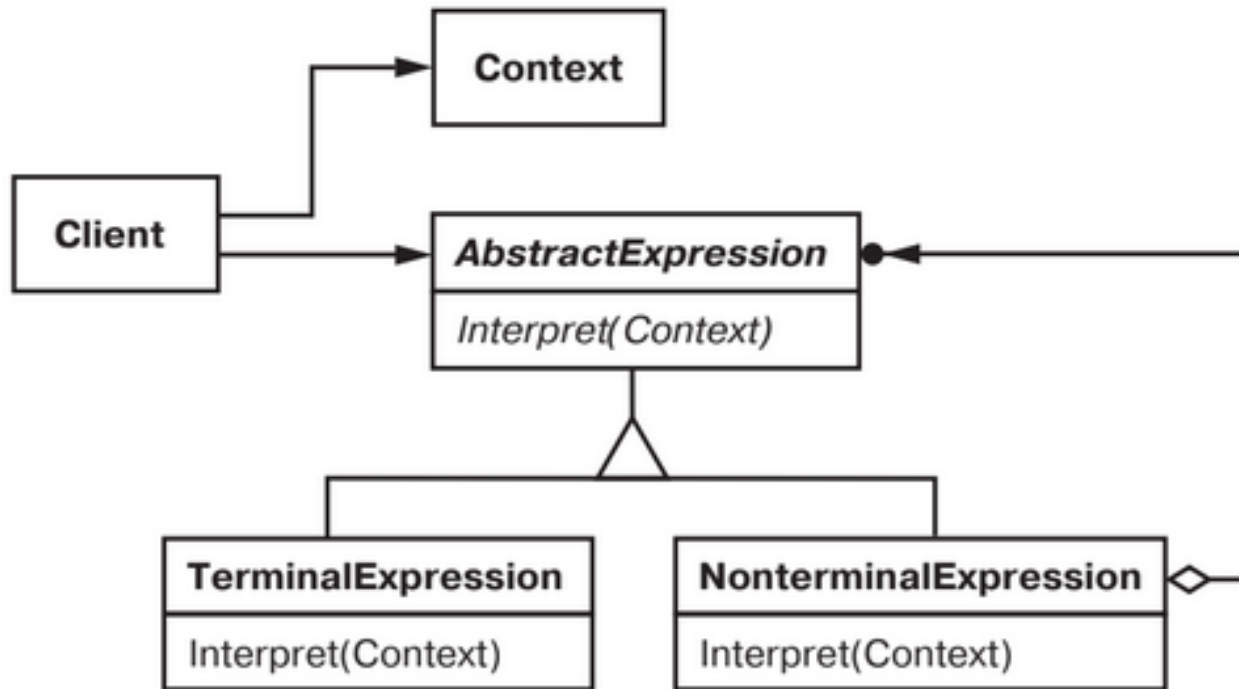 Context
Client
AbstractExpression
Interpret(Context)
TerminalExpression
Interpret(Context)
NonterminalExpression
Interpret(Context)